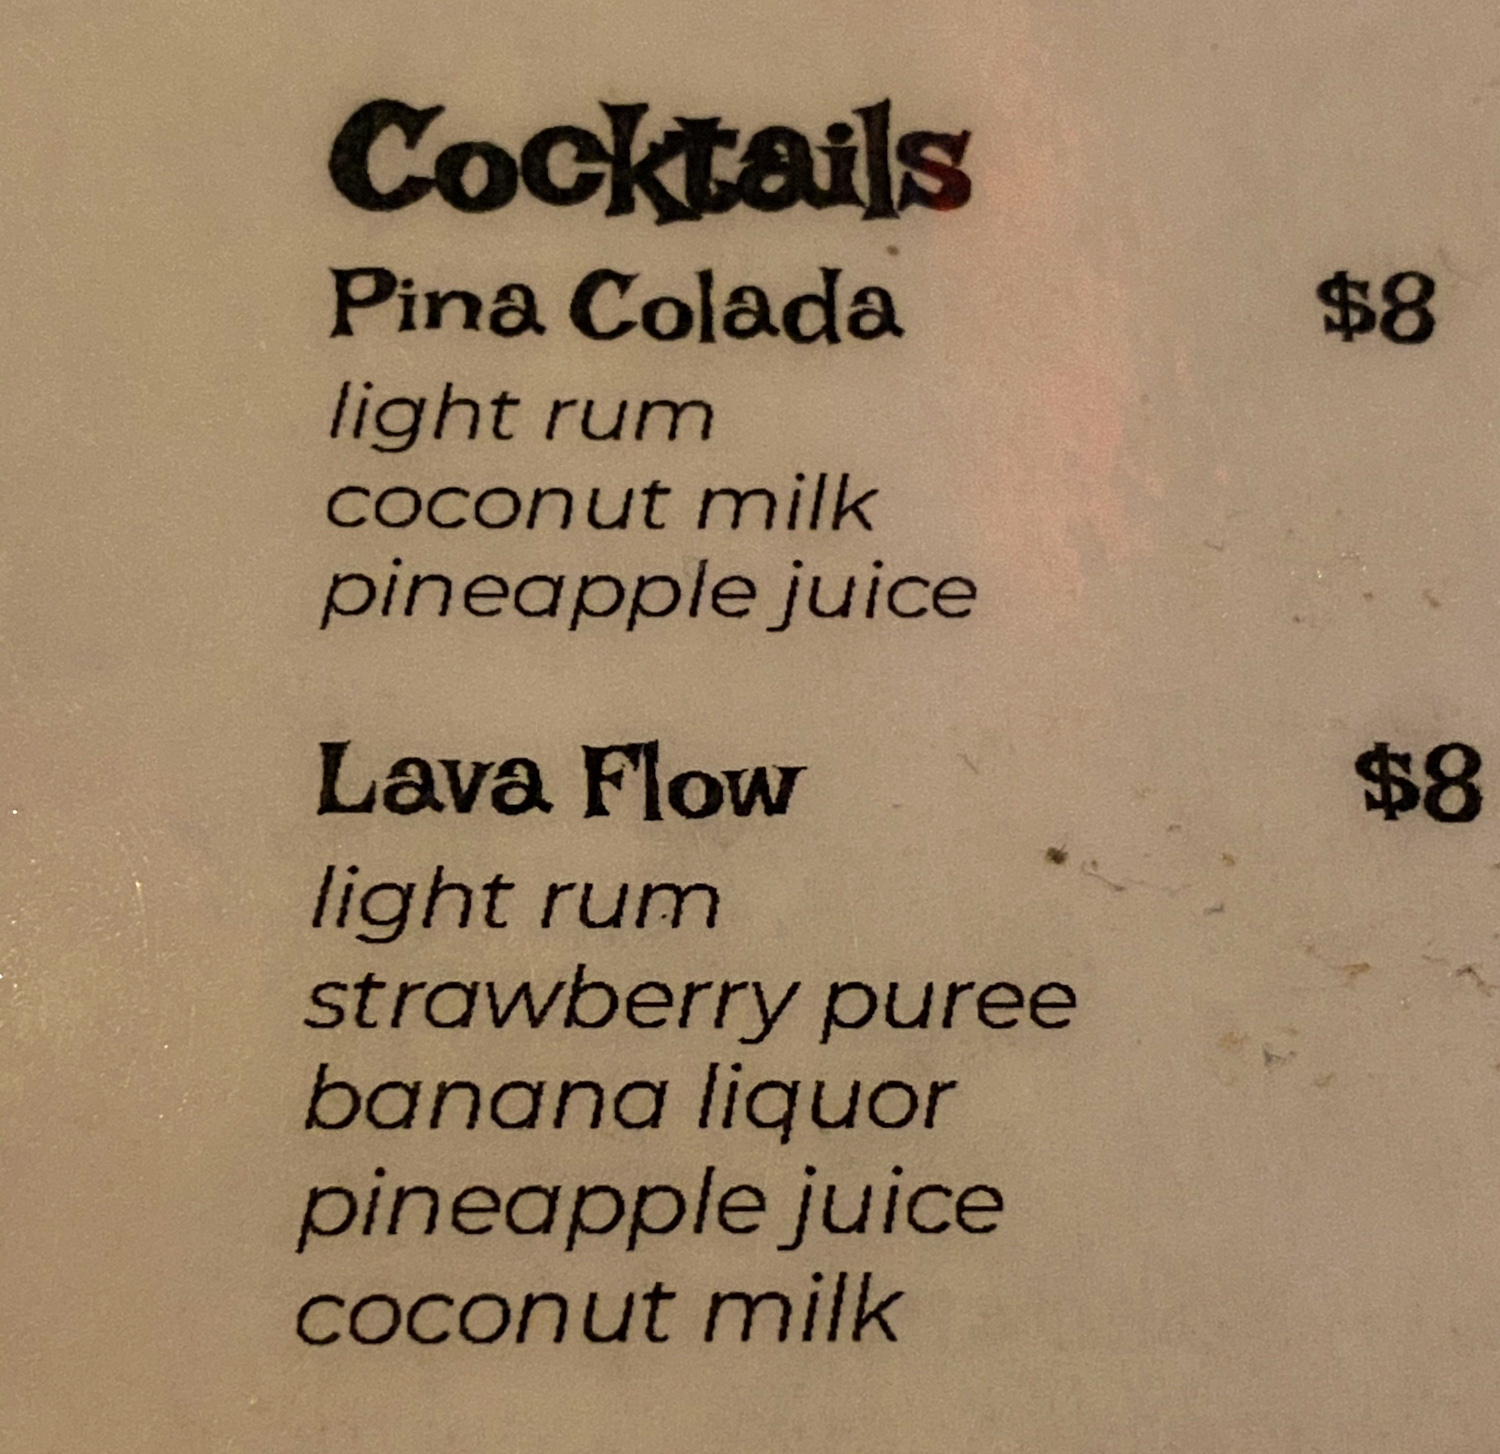 Cocktails
Pina Colada $8
light rum
coconut milk
pineapple juice
Lava Flow $8
light rum
strawberry puree
banana liquor
pineapple juice
coconut milk